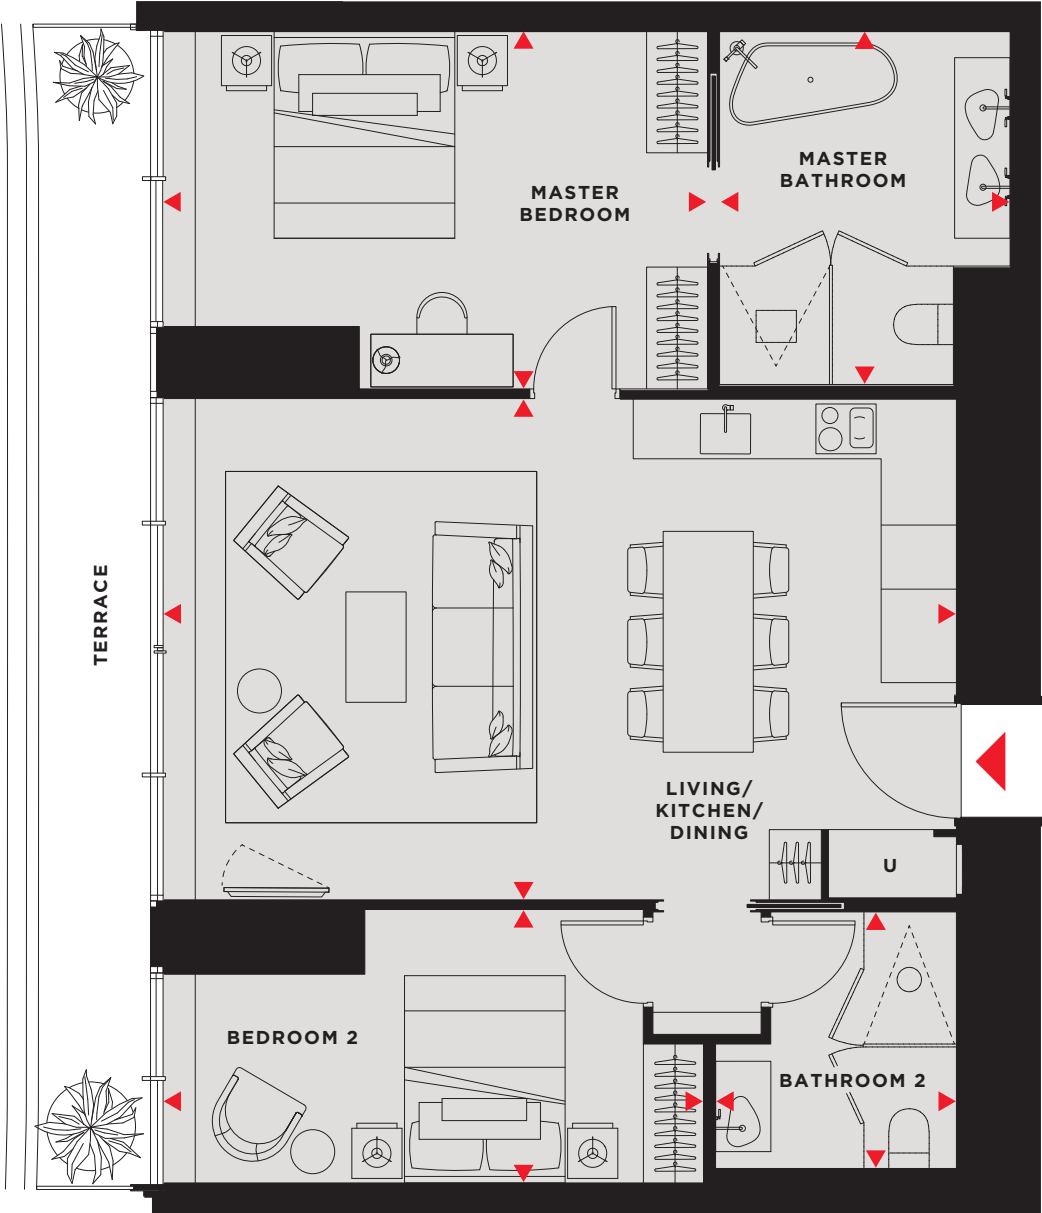 MASTER
BEDROOM
MASTER
BATHROOM
TERRACE
LIVING/
KITCHEN/
DINING
U
BEDROOM 2
BATHROOM 2